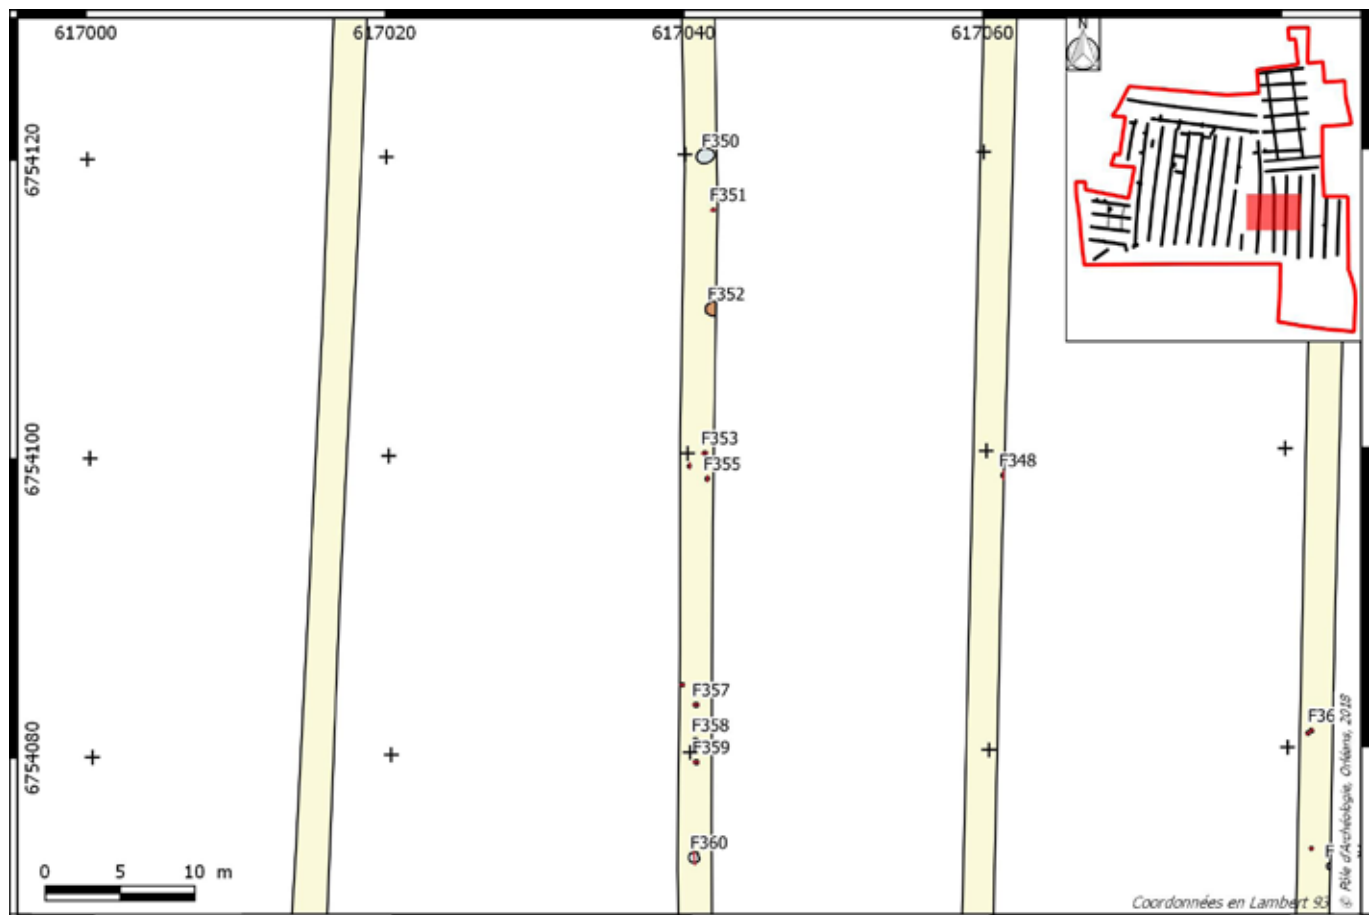 617000 617020 617040 617060
N
6754120
F350
F351
F352
6754100
F353
F355
F348
F357
F358
F359
6754080
F36
F360
0 5 10 m
Coordonnées en Lambert 93
© Pôle d'Archéologie, Orléans, 2018